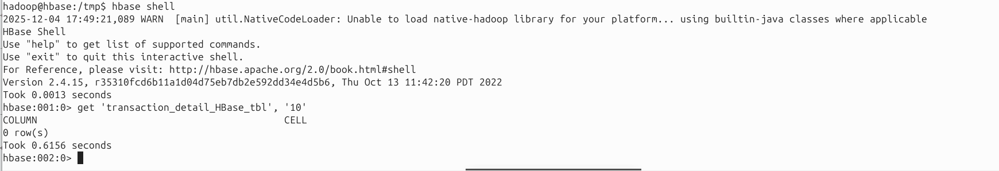 hadoop@hbase:/tmp$ hbase shell
2025-12-04 17:49:21,089 WARN  [main] util.NativeCodeLoader: Unable to load native-hadoop library for your platform... using builtin-java classes where applicable
HBase Shell
Use "help" to get list of supported commands.
Use "exit" to quit this interactive shell.
For Reference, please visit: http://hbase.apache.org/2.0/book.html#shell
Version 2.4.15, r35310fcd6b11a1d04d75eb7db2e592dd34e4d5b6, Thu Oct 13 11:42:20 PDT 2022
Took 0.0013 seconds
hbase:001:0> get 'transaction_detail_HBase_tbl', '10'
COLUMN                                           CELL
0 row(s)
Took 0.6156 seconds
hbase:002:0>